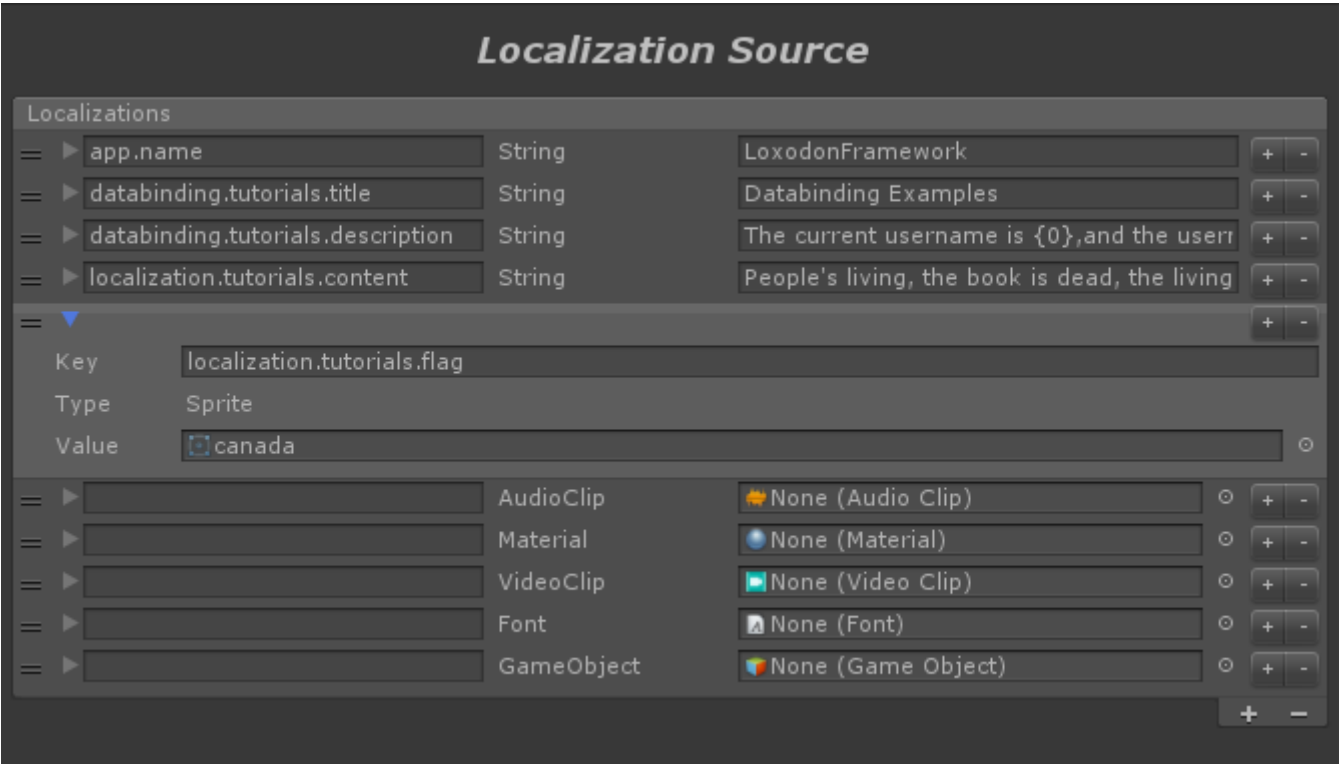 Localization Source
Localizations
app.name String LoxodonFramework + -
databinding.tutorials.title String Databinding Examples + -
databinding.tutorials.description String The current username is {0},and the userr + -
localization.tutorials.content String People's living, the book is dead, the living + -
+ -
Key localization.tutorials.flag
Type Sprite
Value canada
AudioClip None (Audio Clip) + -
Material None (Material) + -
VideoClip None (Video Clip) + -
Font None (Font) + -
GameObject None (Game Object) + -
+ −